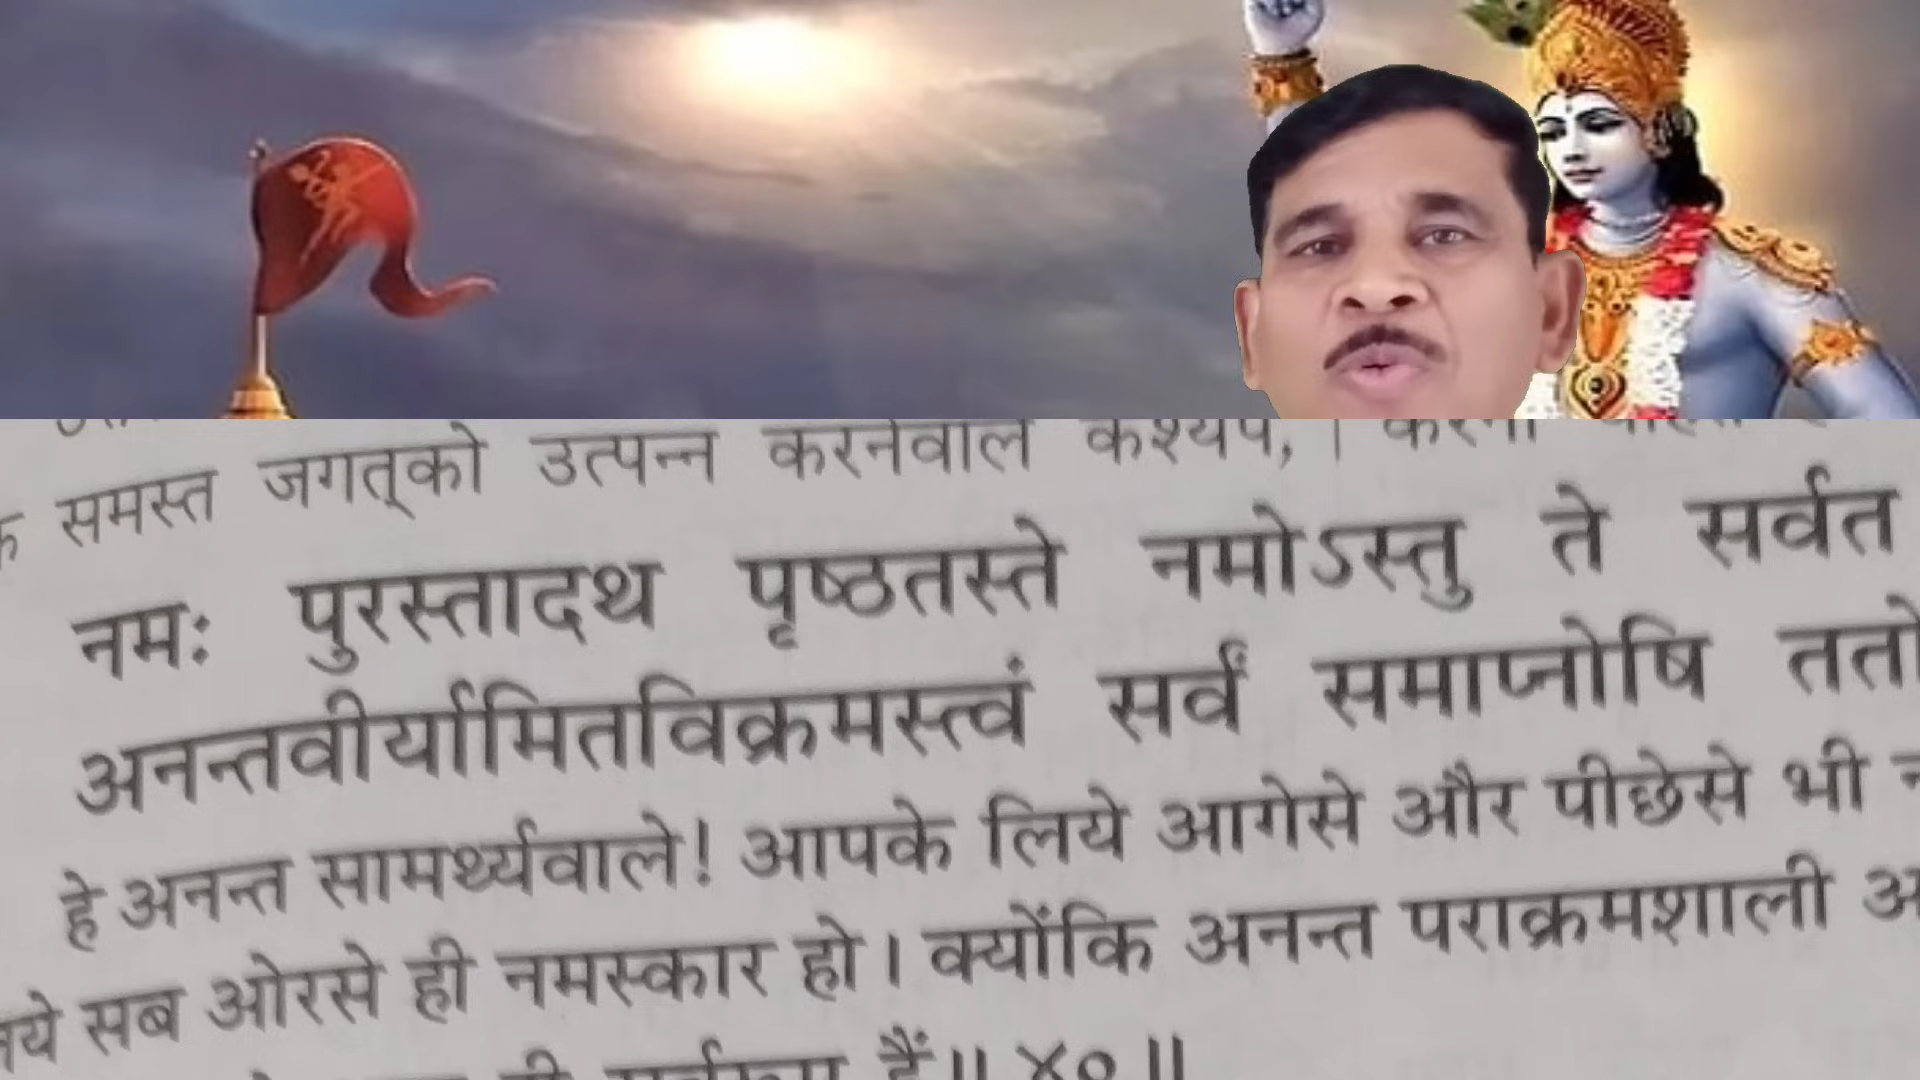 समस्त जगत्‌को उत्पन्न करनेवाले कश्यप, ।
नमः पुरस्तादथ पृष्ठतस्ते नमोऽस्तु ते सर्वत
अनन्तवीर्यामितविक्रमस्त्वं सर्वं समाप्नोषि ततो
हे अनन्त सामर्थ्यवाले! आपके लिये आगेसे और पीछेसे भी
सब ओरसे ही नमस्कार हो। क्योंकि अनन्त पराक्रमशाली
हैं॥ ४०॥